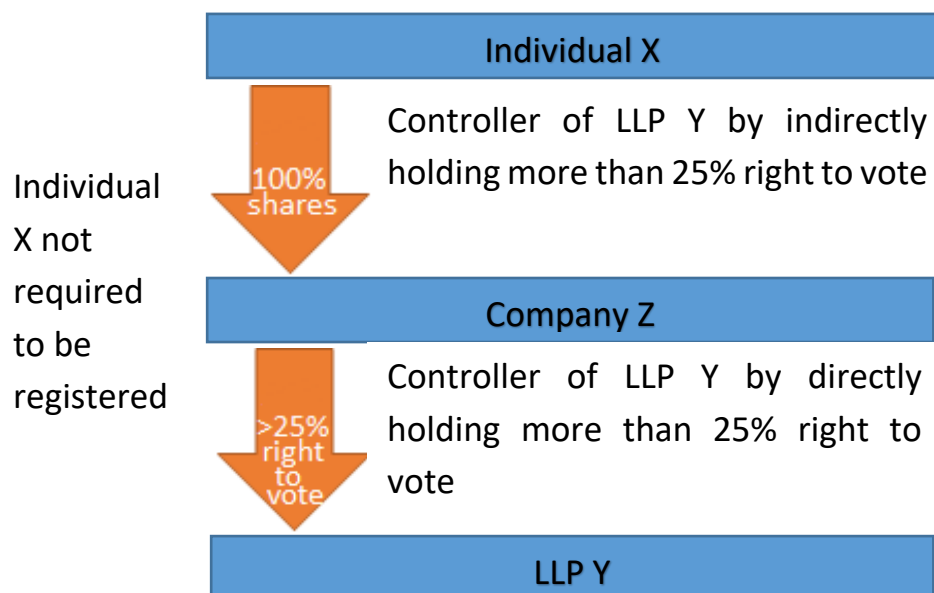 Individual X
Controller of LLP Y by indirectly
holding more than 25% right to vote
100%
shares
Individual
X not
required
to be
registered
Company Z
Controller of LLP Y by directly
holding more than 25% right to
vote
>25%
right
to
vote
LLP Y